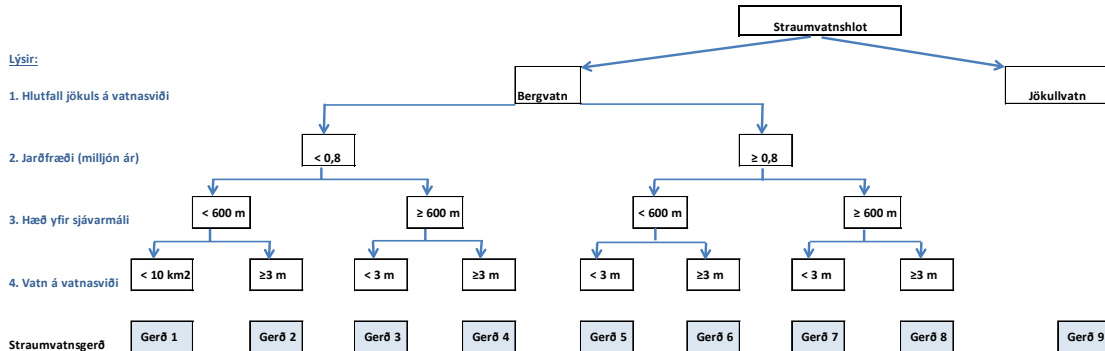 Straumvatnshlot
Lýsir:
1. Hlutfall jökuls á vatnasviði
Bergvatn
Jökullvatn
2. Jarðfræði (milljón ár)
< 0,8
≥ 0,8
3. Hæð yfir sjávarmáli
< 600 m
≥ 600 m
< 600 m
≥ 600 m
4. Vatn á vatnasviði
< 10 km2
≥3 m
< 3 m
≥3 m
< 3 m
≥3 m
< 3 m
≥3 m
Straumvatnsgerð
Gerð 1
Gerð 2
Gerð 3
Gerð 4
Gerð 5
Gerð 6
Gerð 7
Gerð 8
Gerð 9